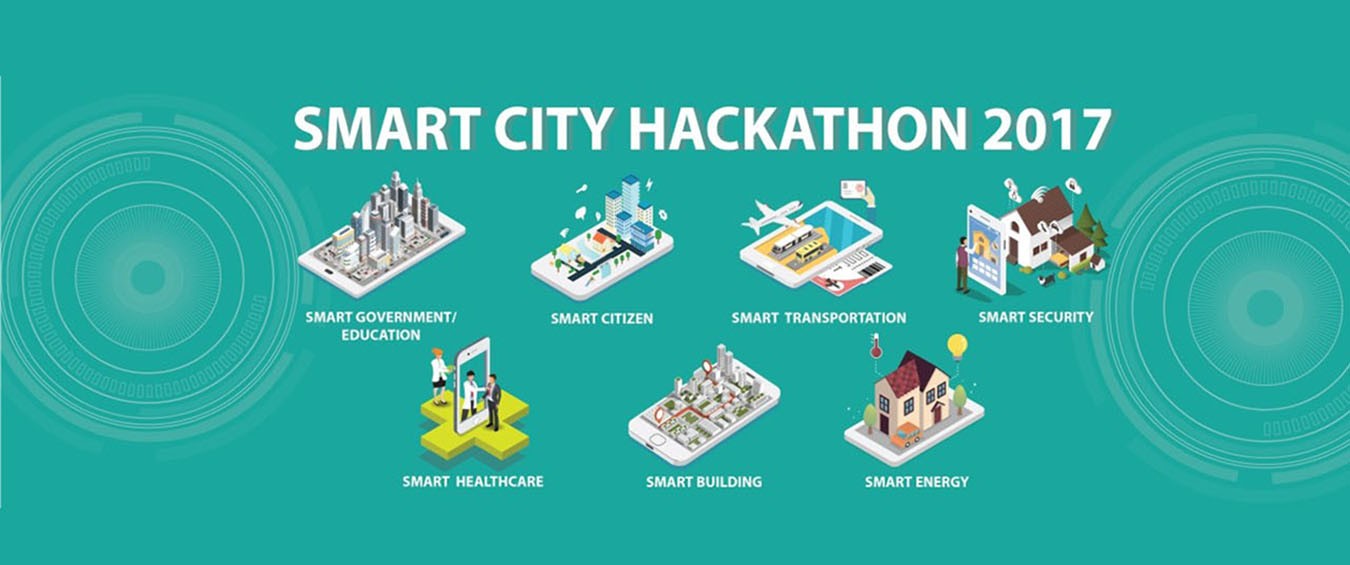 SMART CITY HACKATHON 2017
SMART GOVERNMENT/
EDUCATION
SMART CITIZEN
SMART TRANSPORTATION
SMART SECURITY
SMART HEALTHCARE
SMART BUILDING
SMART ENERGY